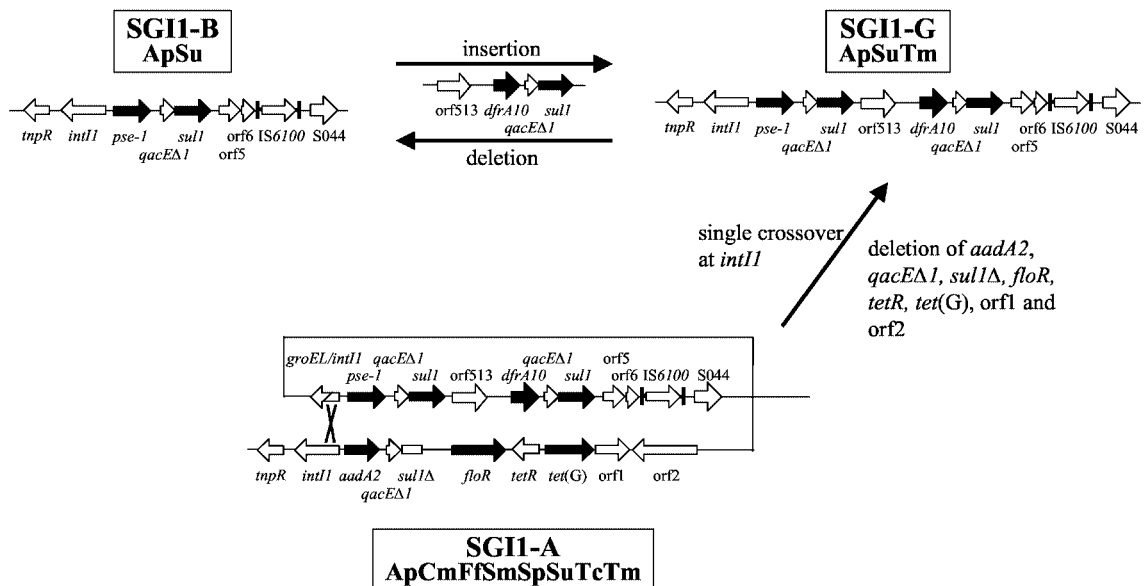 SGI1-B
ApSu
tnpR intI1 pse-1 sul1 orf6 IS6100 S044
qacEΔ1 orf5
insertion
orf513 dfrA10 sul1
qacEΔ1
deletion
SGI1-G
ApSuTm
tnpR intI1 pse-1 sul1 orf513 dfrA10 sul1 orf6 IS6100 S044
qacEΔ1 qacEΔ1 orf5
single crossover
at intI1
deletion of aadA2,
qacEΔ1, sul1Δ, floR,
tetR, tet(G), orf1 and
orf2
groEL/intI1 qacEΔ1 qacEΔ1 orf5
pse-1 sul1 orf513 dfrA10 sul1 orf6 IS6100 S044
tnpR intI1 aadA2 sul1Δ floR tetR tet(G) orf1 orf2
qacEΔ1
SGI1-A
ApCmFfSmSpSuTcTm